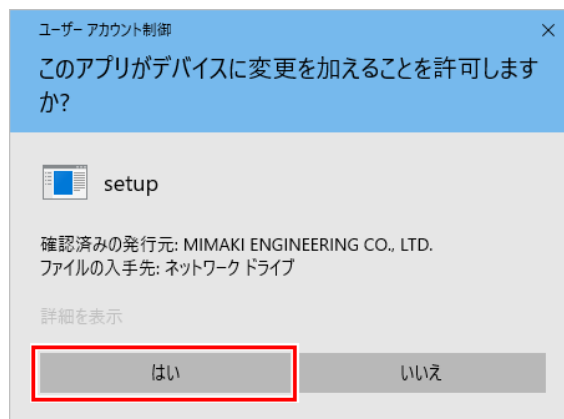 ユーザー アカウント制御
このアプリがデバイスに変更を加えることを許可します
か?
setup
確認済みの発行元: MIMAKI ENGINEERING CO., LTD.
ファイルの入手先: ネットワーク ドライブ
詳細を表示
はい
いいえ